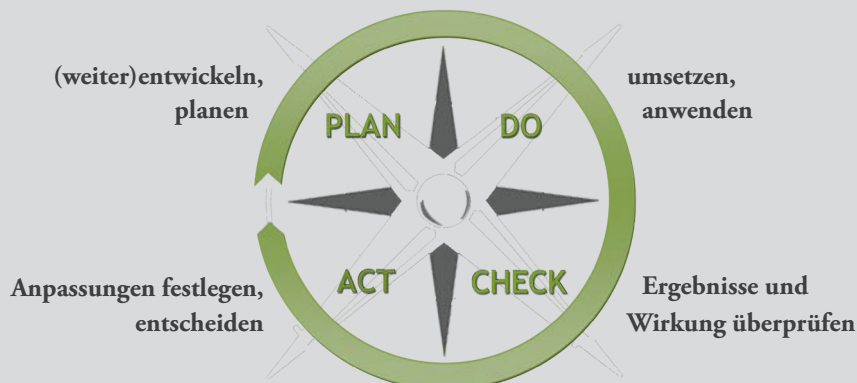 (weiter)entwickeln,
planen
umsetzen,
anwenden
PLAN
DO
ACT
CHECK
Anpassungen festlegen,
entscheiden
Ergebnisse und
Wirkung überprüfen